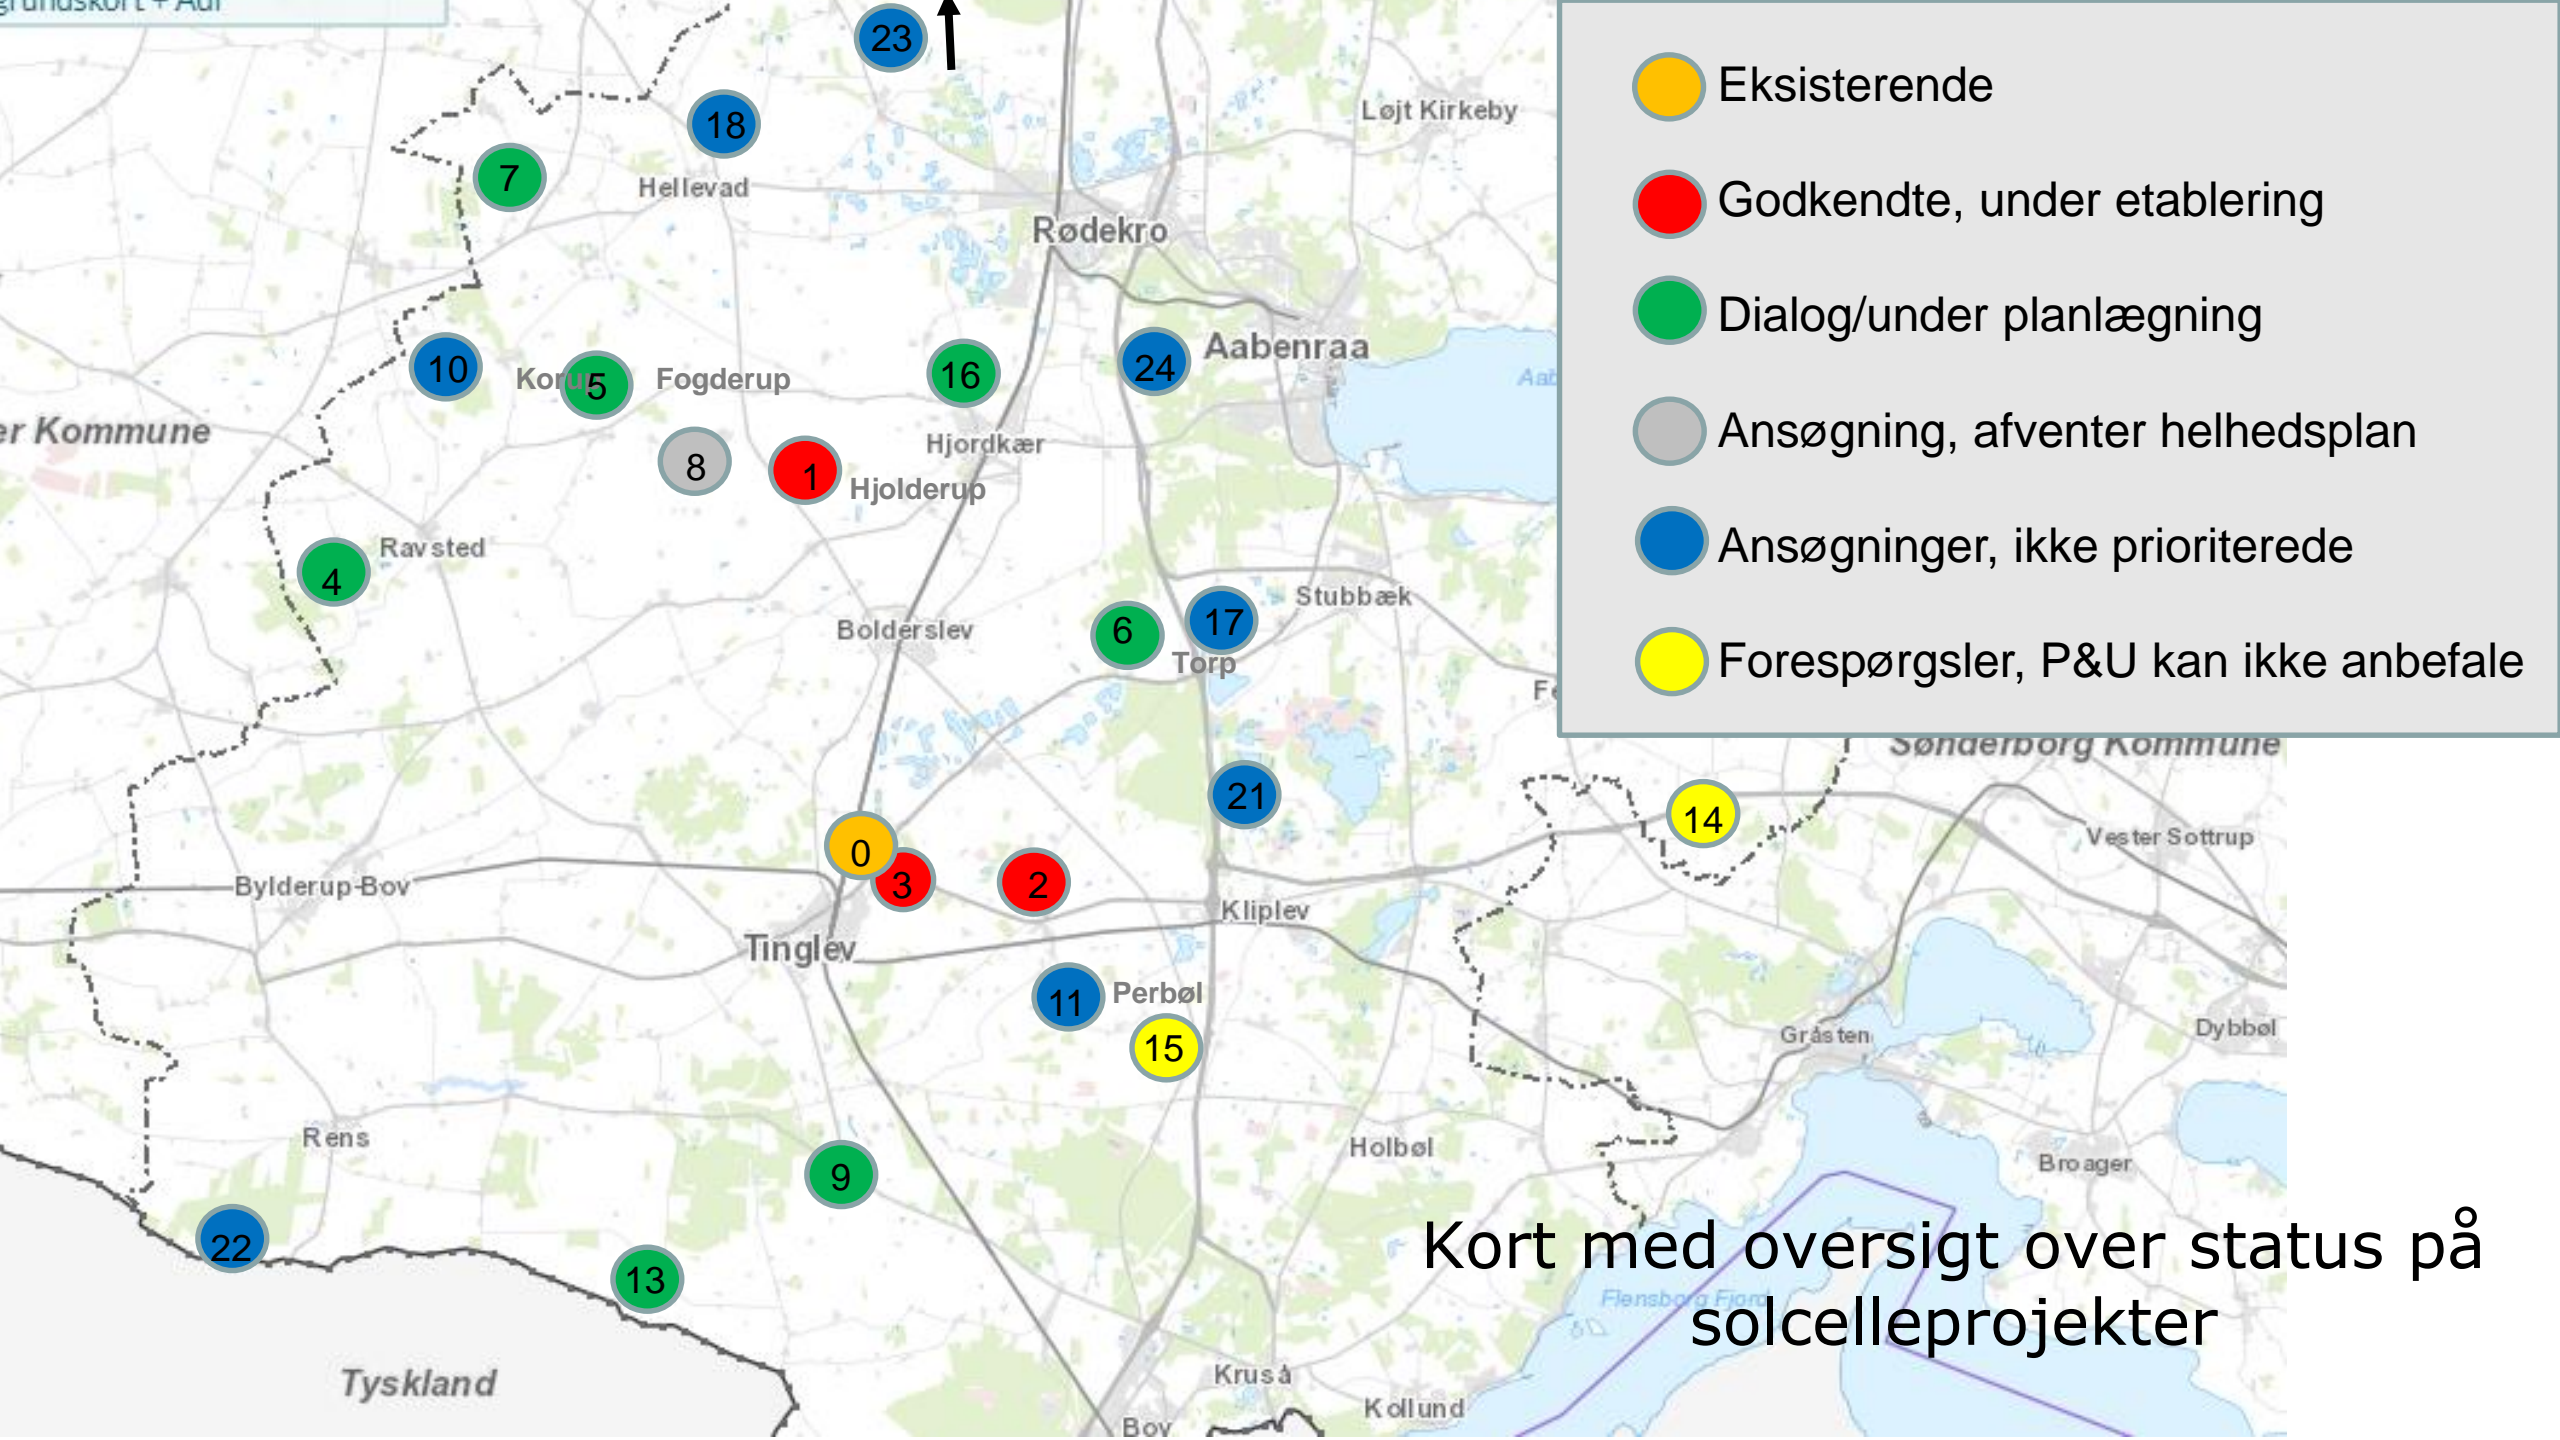 23
Løjt Kirkeby
18
7
Hellevad
Rødekro
Aabenraa
10
Korup
5
Fogderup
16
24
Kommune
Hjordkær
8
1
Hjolderup
Ravsted
4
Stubbæk
Bolderslev
6
17
Torp
21
0
3
2
14
Sønderborg Kommune
Vester Sottrup
Bylderup-Bov
Kliplev
Tinglev
11
Perbøl
15
Gråsten
Dybbøl
Rens
Holbøl
Broager
9
22
13
Flensborg Fjord
Tyskland
Kruså
Kollund
Bov
Eksisterende
Godkendte, under etablering
Dialog/under planlægning
Ansøgning, afventer helhedsplan
Ansøgninger, ikke prioriterede
Forespørgsler, P&U kan ikke anbefale
Kort med oversigt over status på
solcelleprojekter